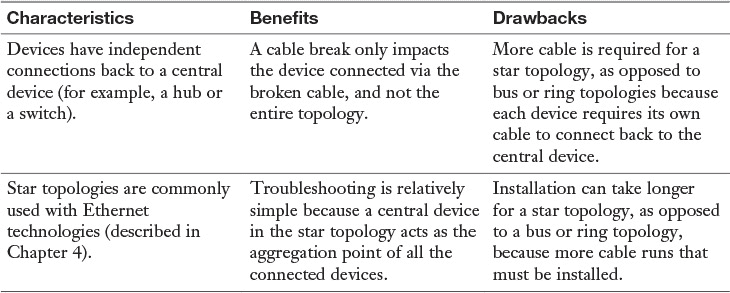 Characteristics Benefits Drawbacks
Devices have independent
connections back to a central
device (for example, a hub or
a switch).
A cable break only impacts
the device connected via the
broken cable, and not the
entire topology.
More cable is required for a
star topology, as opposed to
bus or ring topologies because
each device requires its own
cable to connect back to the
central device.
Star topologies are commonly
used with Ethernet
technologies (described in
Chapter 4).
Troubleshooting is relatively
simple because a central device
in the star topology acts as the
aggregation point of all the
connected devices.
Installation can take longer
for a star topology, as opposed
to a bus or ring topology,
because more cable runs that
must be installed.